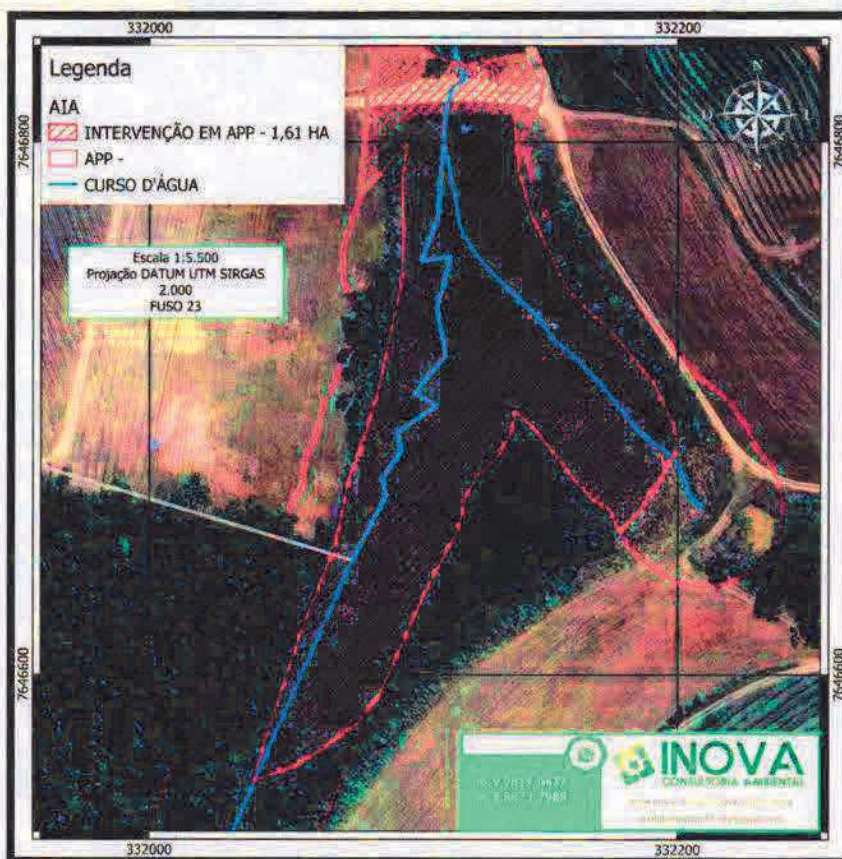 332000
332200
Legenda
AIA
INTERVENÇÃO EM APP - 1,61 HA
APP -
CURSO D'ÁGUA
N
7646800
7646800
Escala 1:5.500
Projeção DATUM UTM SIRGAS
2.000
FUSO 23
7646600
7646600
INOVA
CONSULTORIA AMBIENTAL
332000
332200